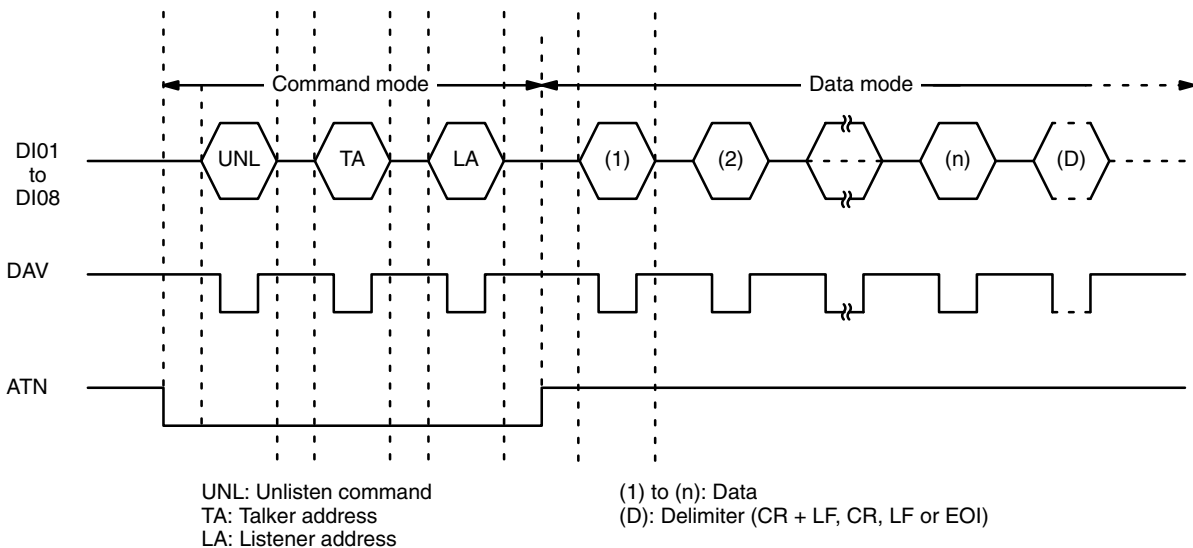 Command mode
Data mode
DI01
to
DI08
UNL
TA
LA
(1)
(2)
(n)
(D)
DAV
ATN
UNL: Unlisten command
TA: Talker address
LA: Listener address
(1) to (n): Data
(D): Delimiter (CR + LF, CR, LF or EOI)